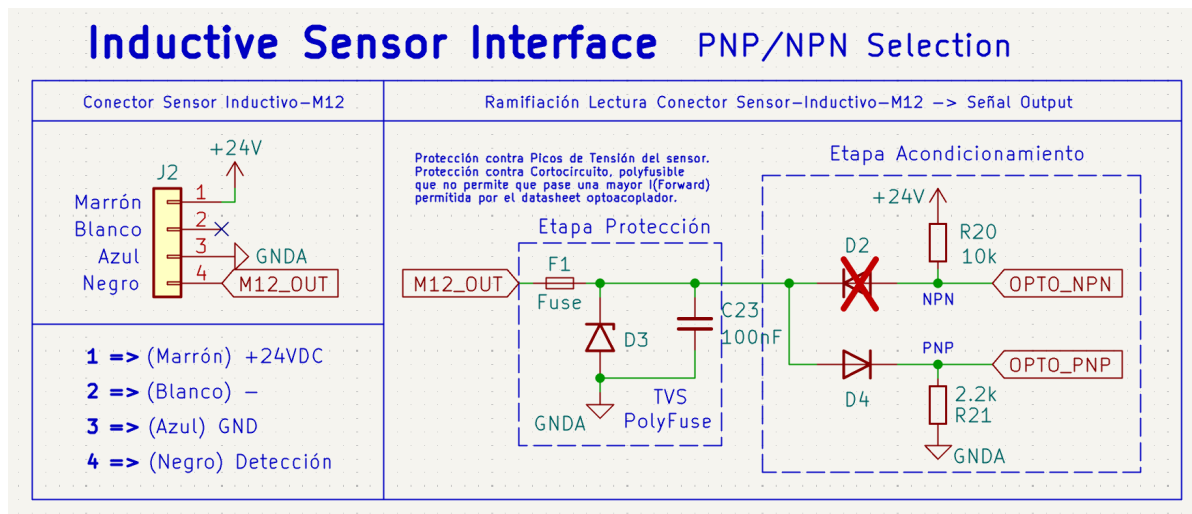 Inductive Sensor Interface PNP/NPN Selection
Conector Sensor Inductivo-M12
Ramifiación Lectura Conector Sensor-Inductivo-M12 -> Señal Output
+24V
J2
Marrón 1
Blanco 2
Azul 3 GNDA
Negro 4 M12_OUT
1 => (Marrón) +24VDC
2 => (Blanco) -
3 => (Azul) GND
4 => (Negro) Detección
Protección contra Picos de Tensión del sensor.
Protección contra Cortocircuito, polyfusible
que no permite que pase una mayor I(Forward)
permitida por el datasheet optoacoplador.
Etapa Protección
M12_OUT
F1
Fuse
D3
C23
100nF
GNDA
TVS
PolyFuse
Etapa Acondicionamiento
+24V
R20
10k
D2
NPN
OPTO_NPN
PNP
OPTO_PNP
D4
2.2k
R21
GNDA